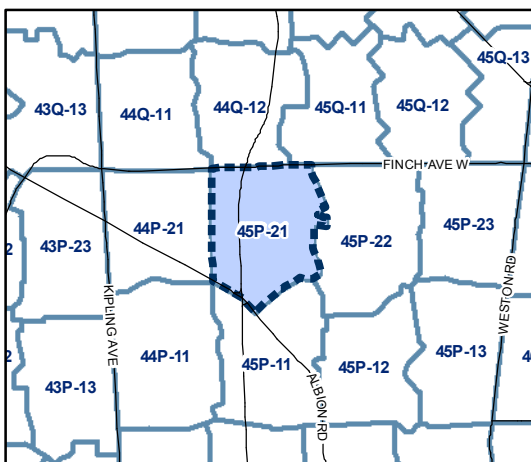 45Q-13
43Q-13
44Q-11
44Q-12
45Q-11
45Q-12
FINCH AVE W
2
43P-23
44P-21
45P-21
45P-22
45P-23
KIPLING AVE
WESTON RD
2
43P-13
44P-11
45P-11
ALBION RD
45P-12
45P-13